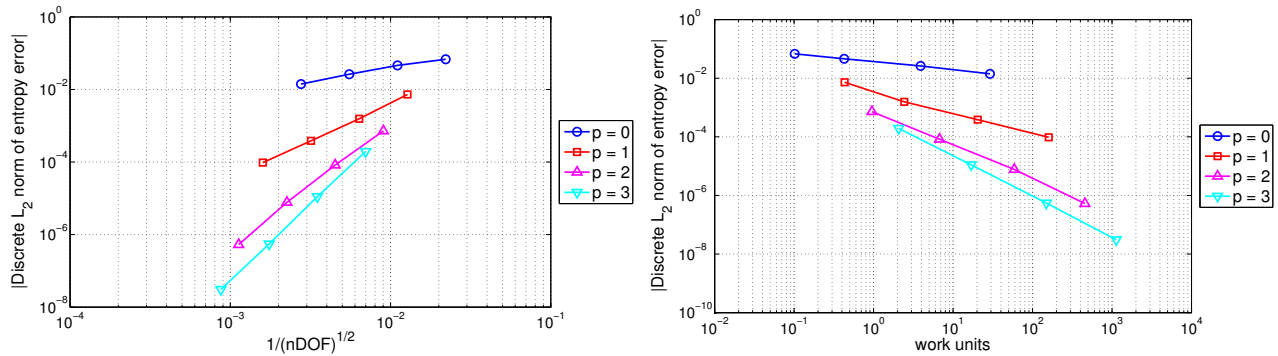 10^0
10^-2
10^-4
10^-6
10^-8
10^-4
10^-3
10^-2
10^-1
|Discrete L_2 norm of entropy error|
1/(nDOF)^1/2
p = 0
p = 1
p = 2
p = 3
10^0
10^-2
10^-4
10^-6
10^-8
10^-10
10^-2
10^-1
10^0
10^1
10^2
10^3
10^4
|Discrete L_2 norm of entropy error|
work units
p = 0
p = 1
p = 2
p = 3